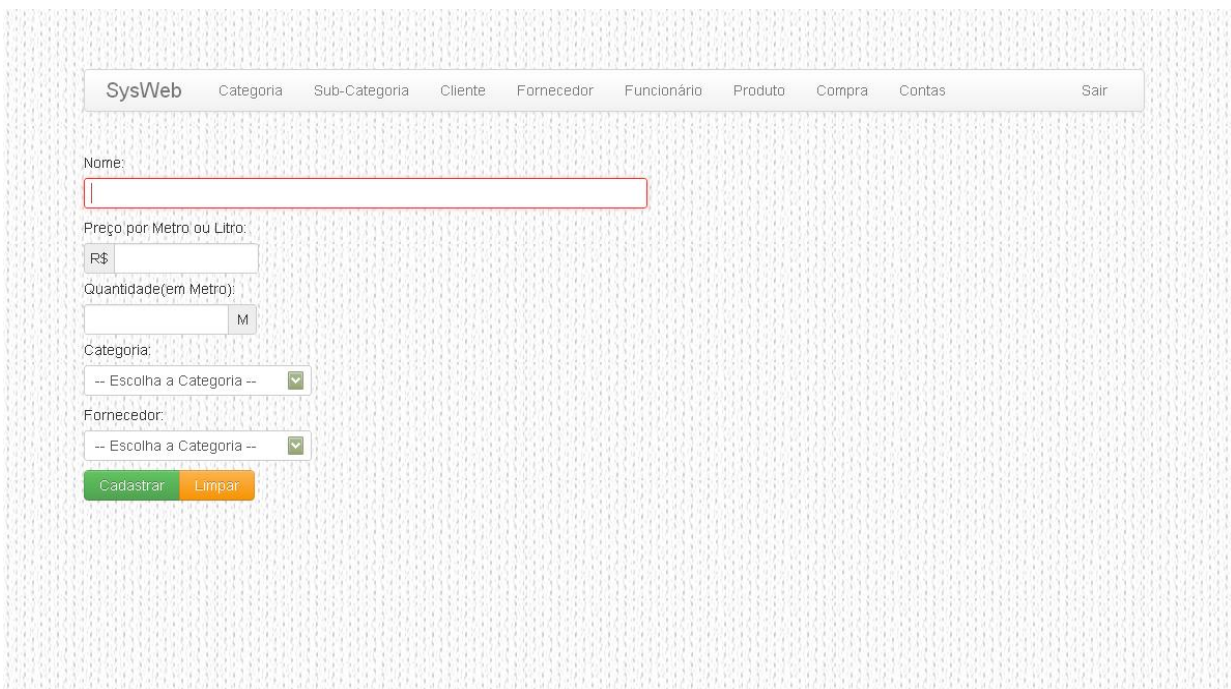 SysWeb Categoria Sub-Categoria Cliente Fornecedor Funcionário Produto Compra Contas Sair
Nome:
Preço por Metro ou Litro:
R$
Quantidade(em Metro):
M
Categoria:
-- Escolha a Categoria --
Fornecedor:
-- Escolha a Categoria --
Cadastrar Limpar